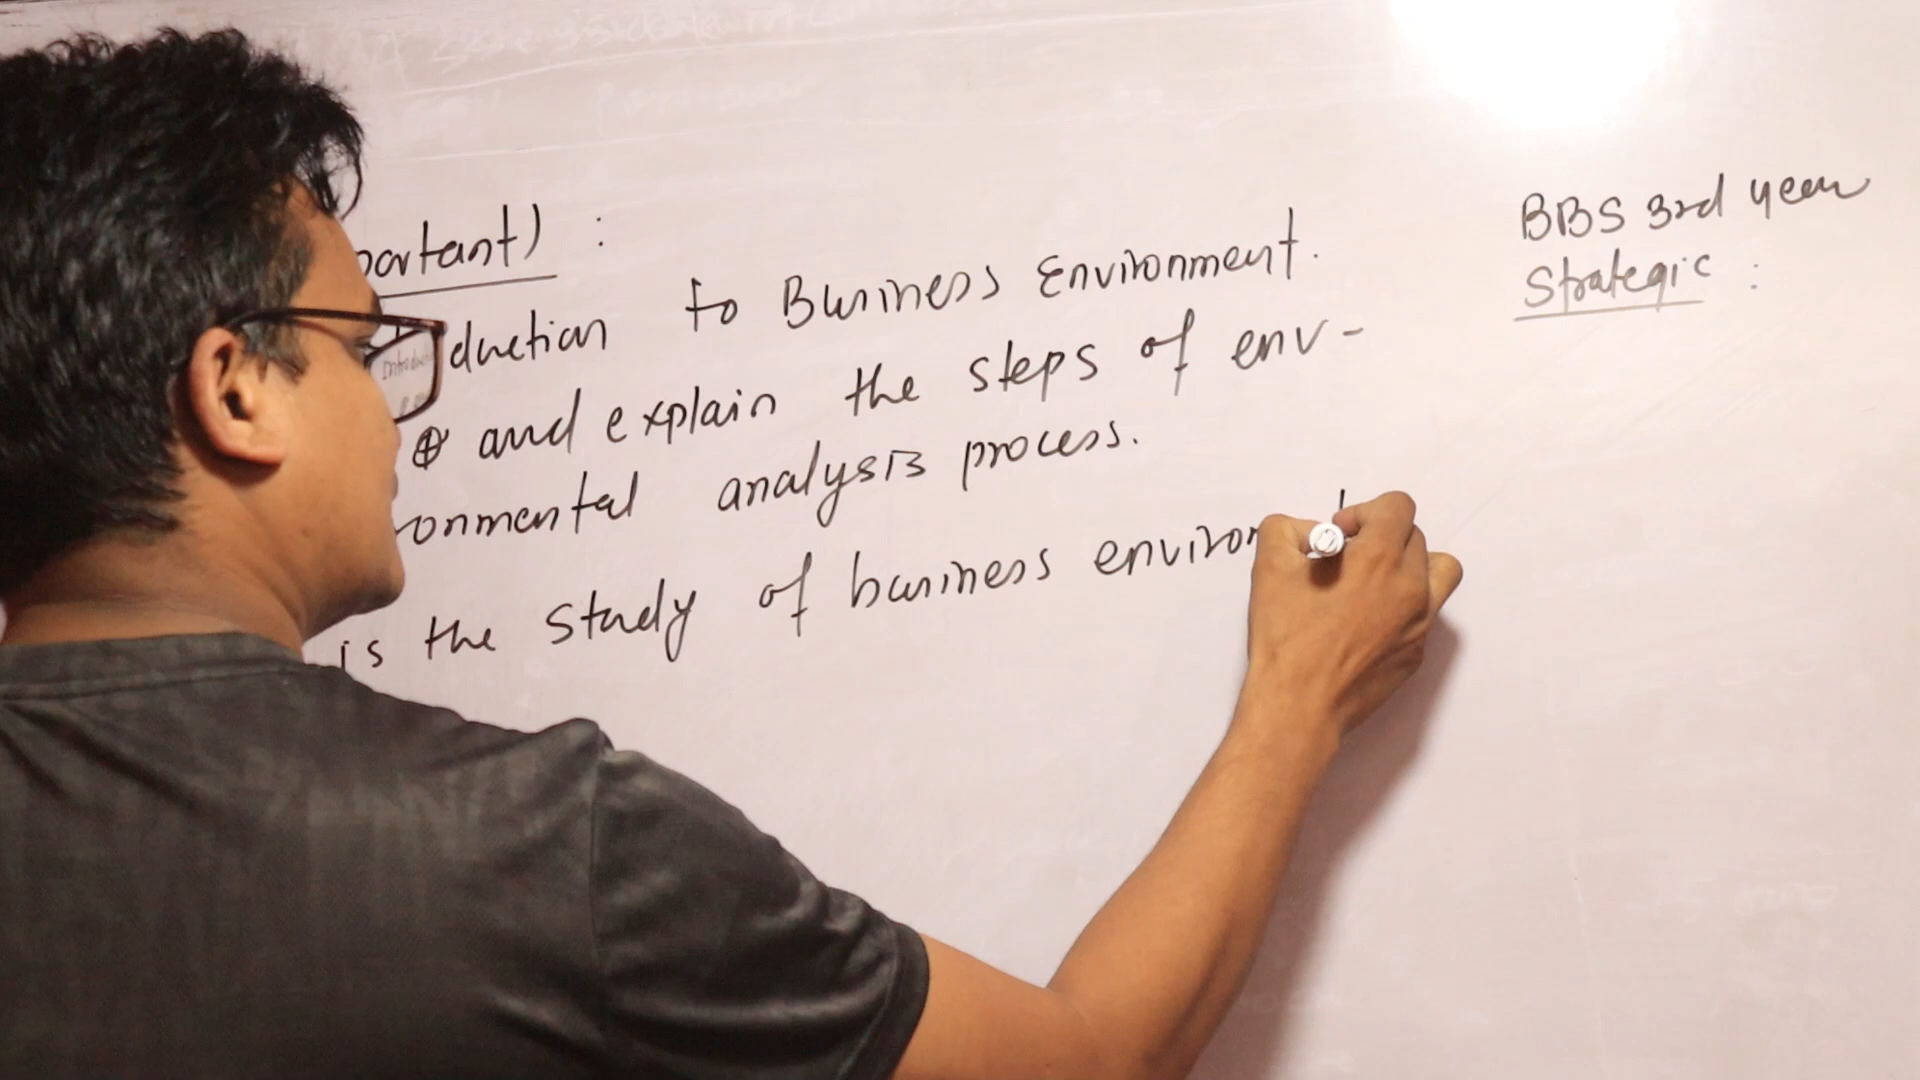 portant) :
duction to Business Environment.
and explain the steps of env-
onmental analysis process.
is the study of business environ
BBS 3rd year
Strategic :